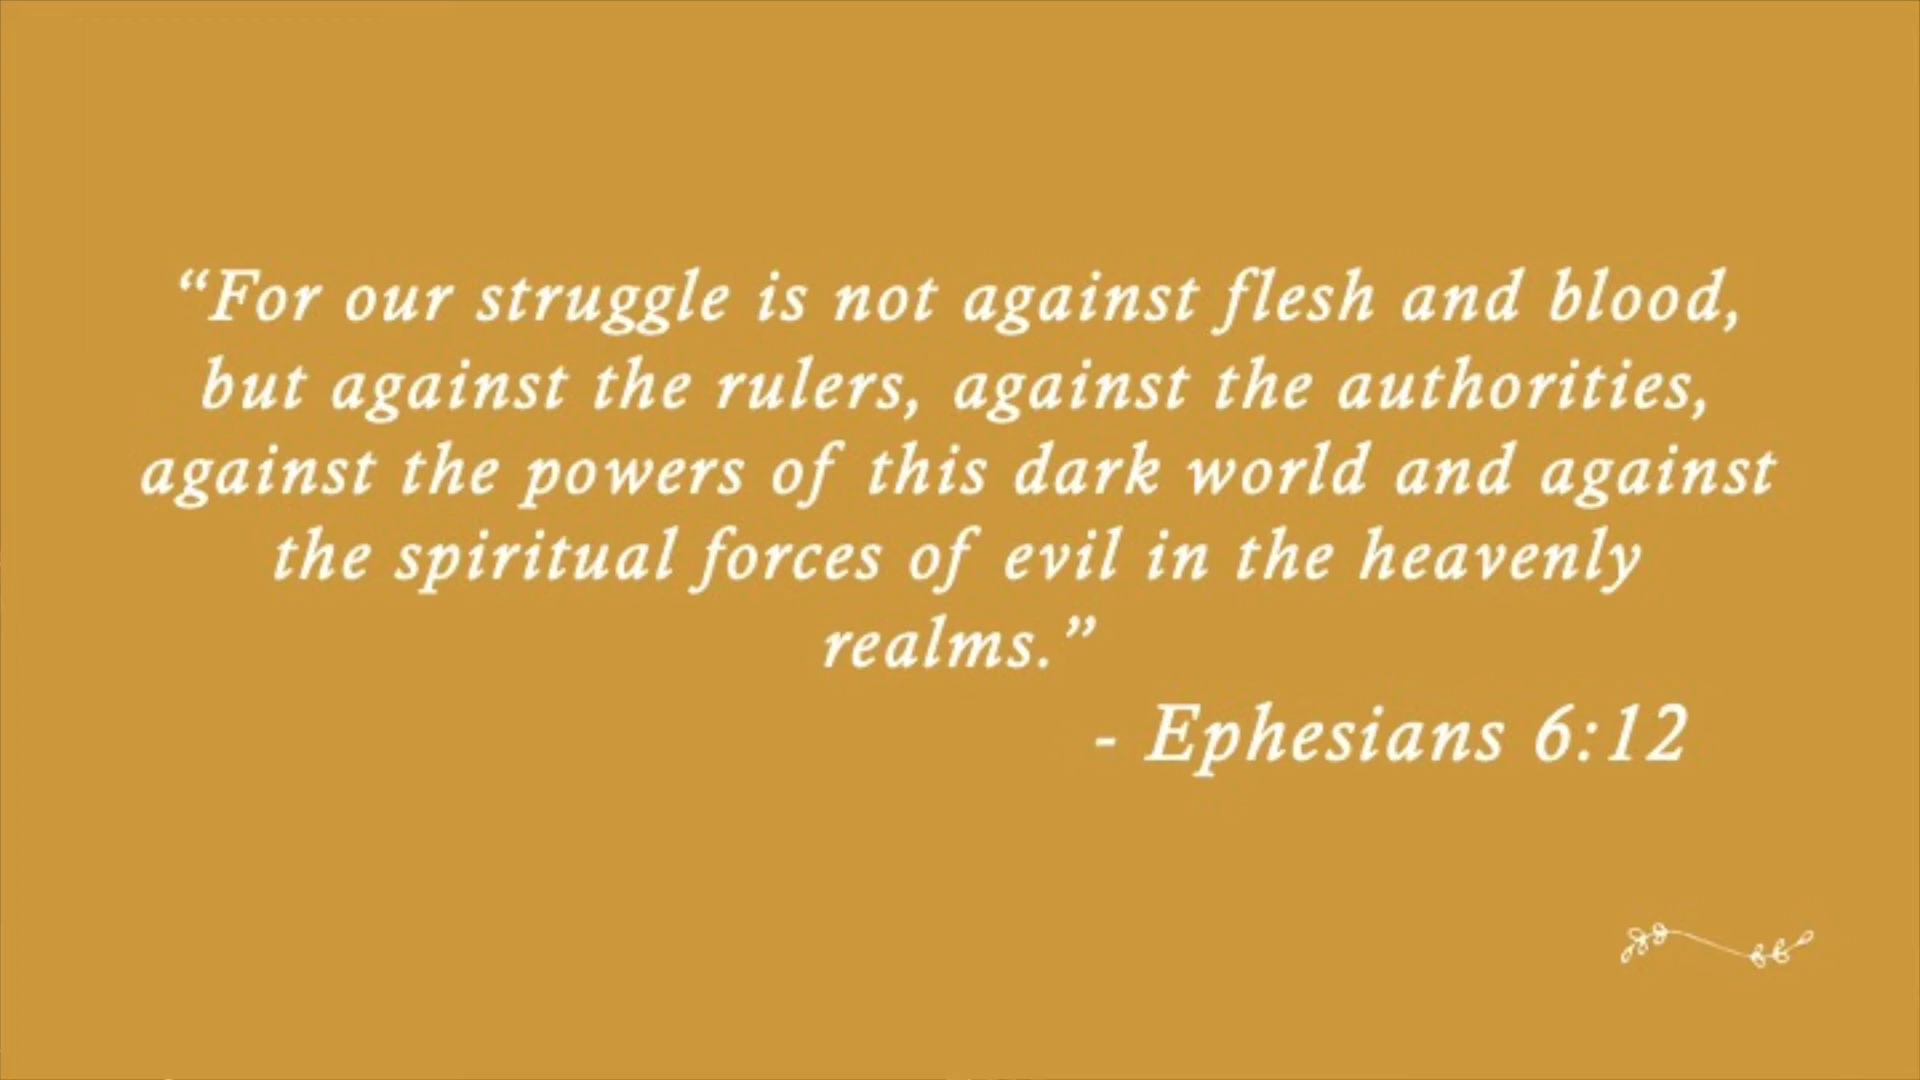 “For our struggle is not against flesh and blood,
but against the rulers, against the authorities,
against the powers of this dark world and against
the spiritual forces of evil in the heavenly
realms.”
- Ephesians 6:12